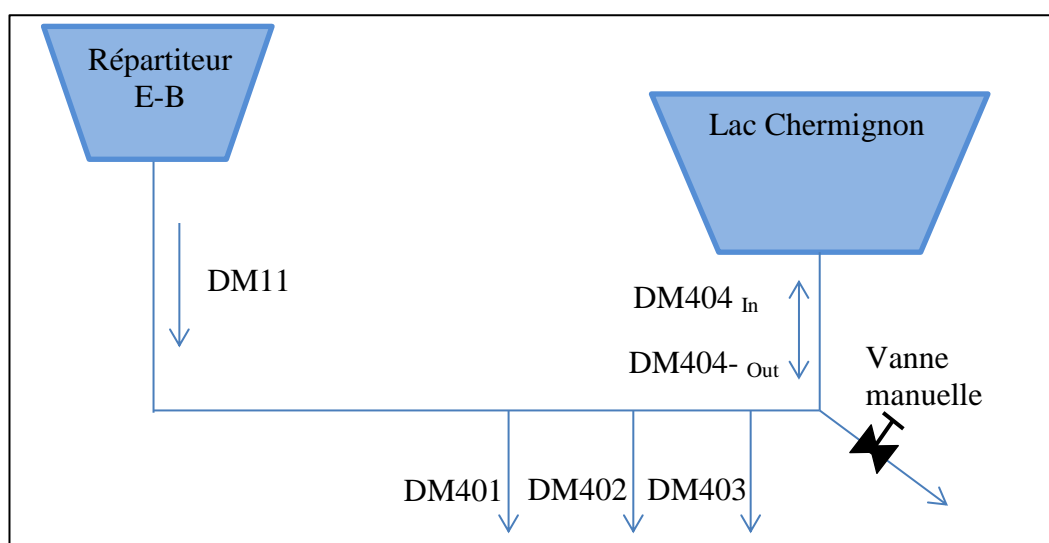 Répartiteur
E-B
Lac Chermignon
DM11
DM404 In
DM404- Out
Vanne
manuelle
DM401
DM402
DM403